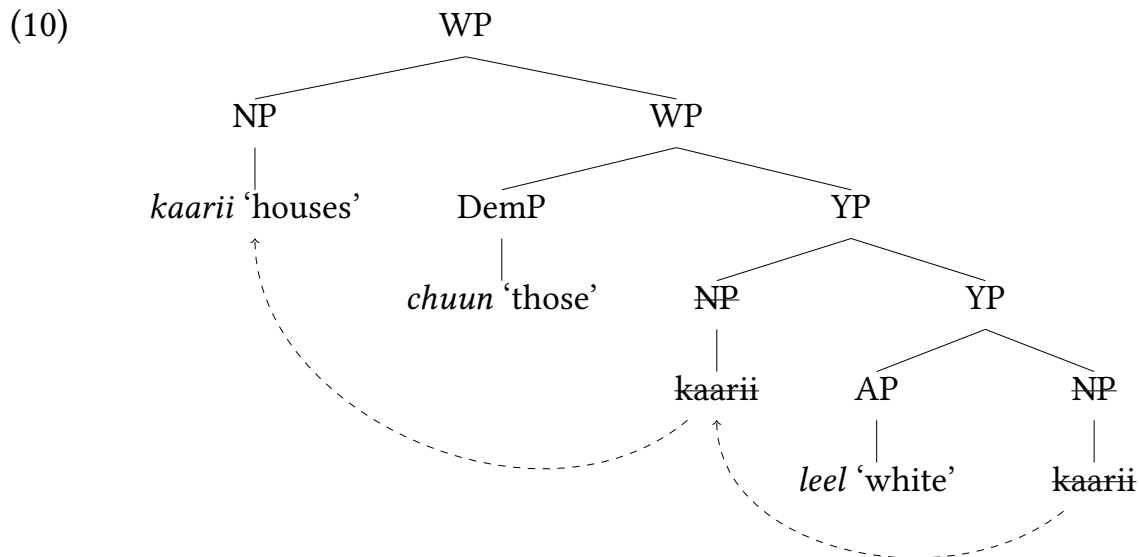 (10) WP
NP WP
kaarii ‘houses’ DemP YP
chuun ‘those’ NP YP
kaarii AP NP
leel ‘white’ kaarii